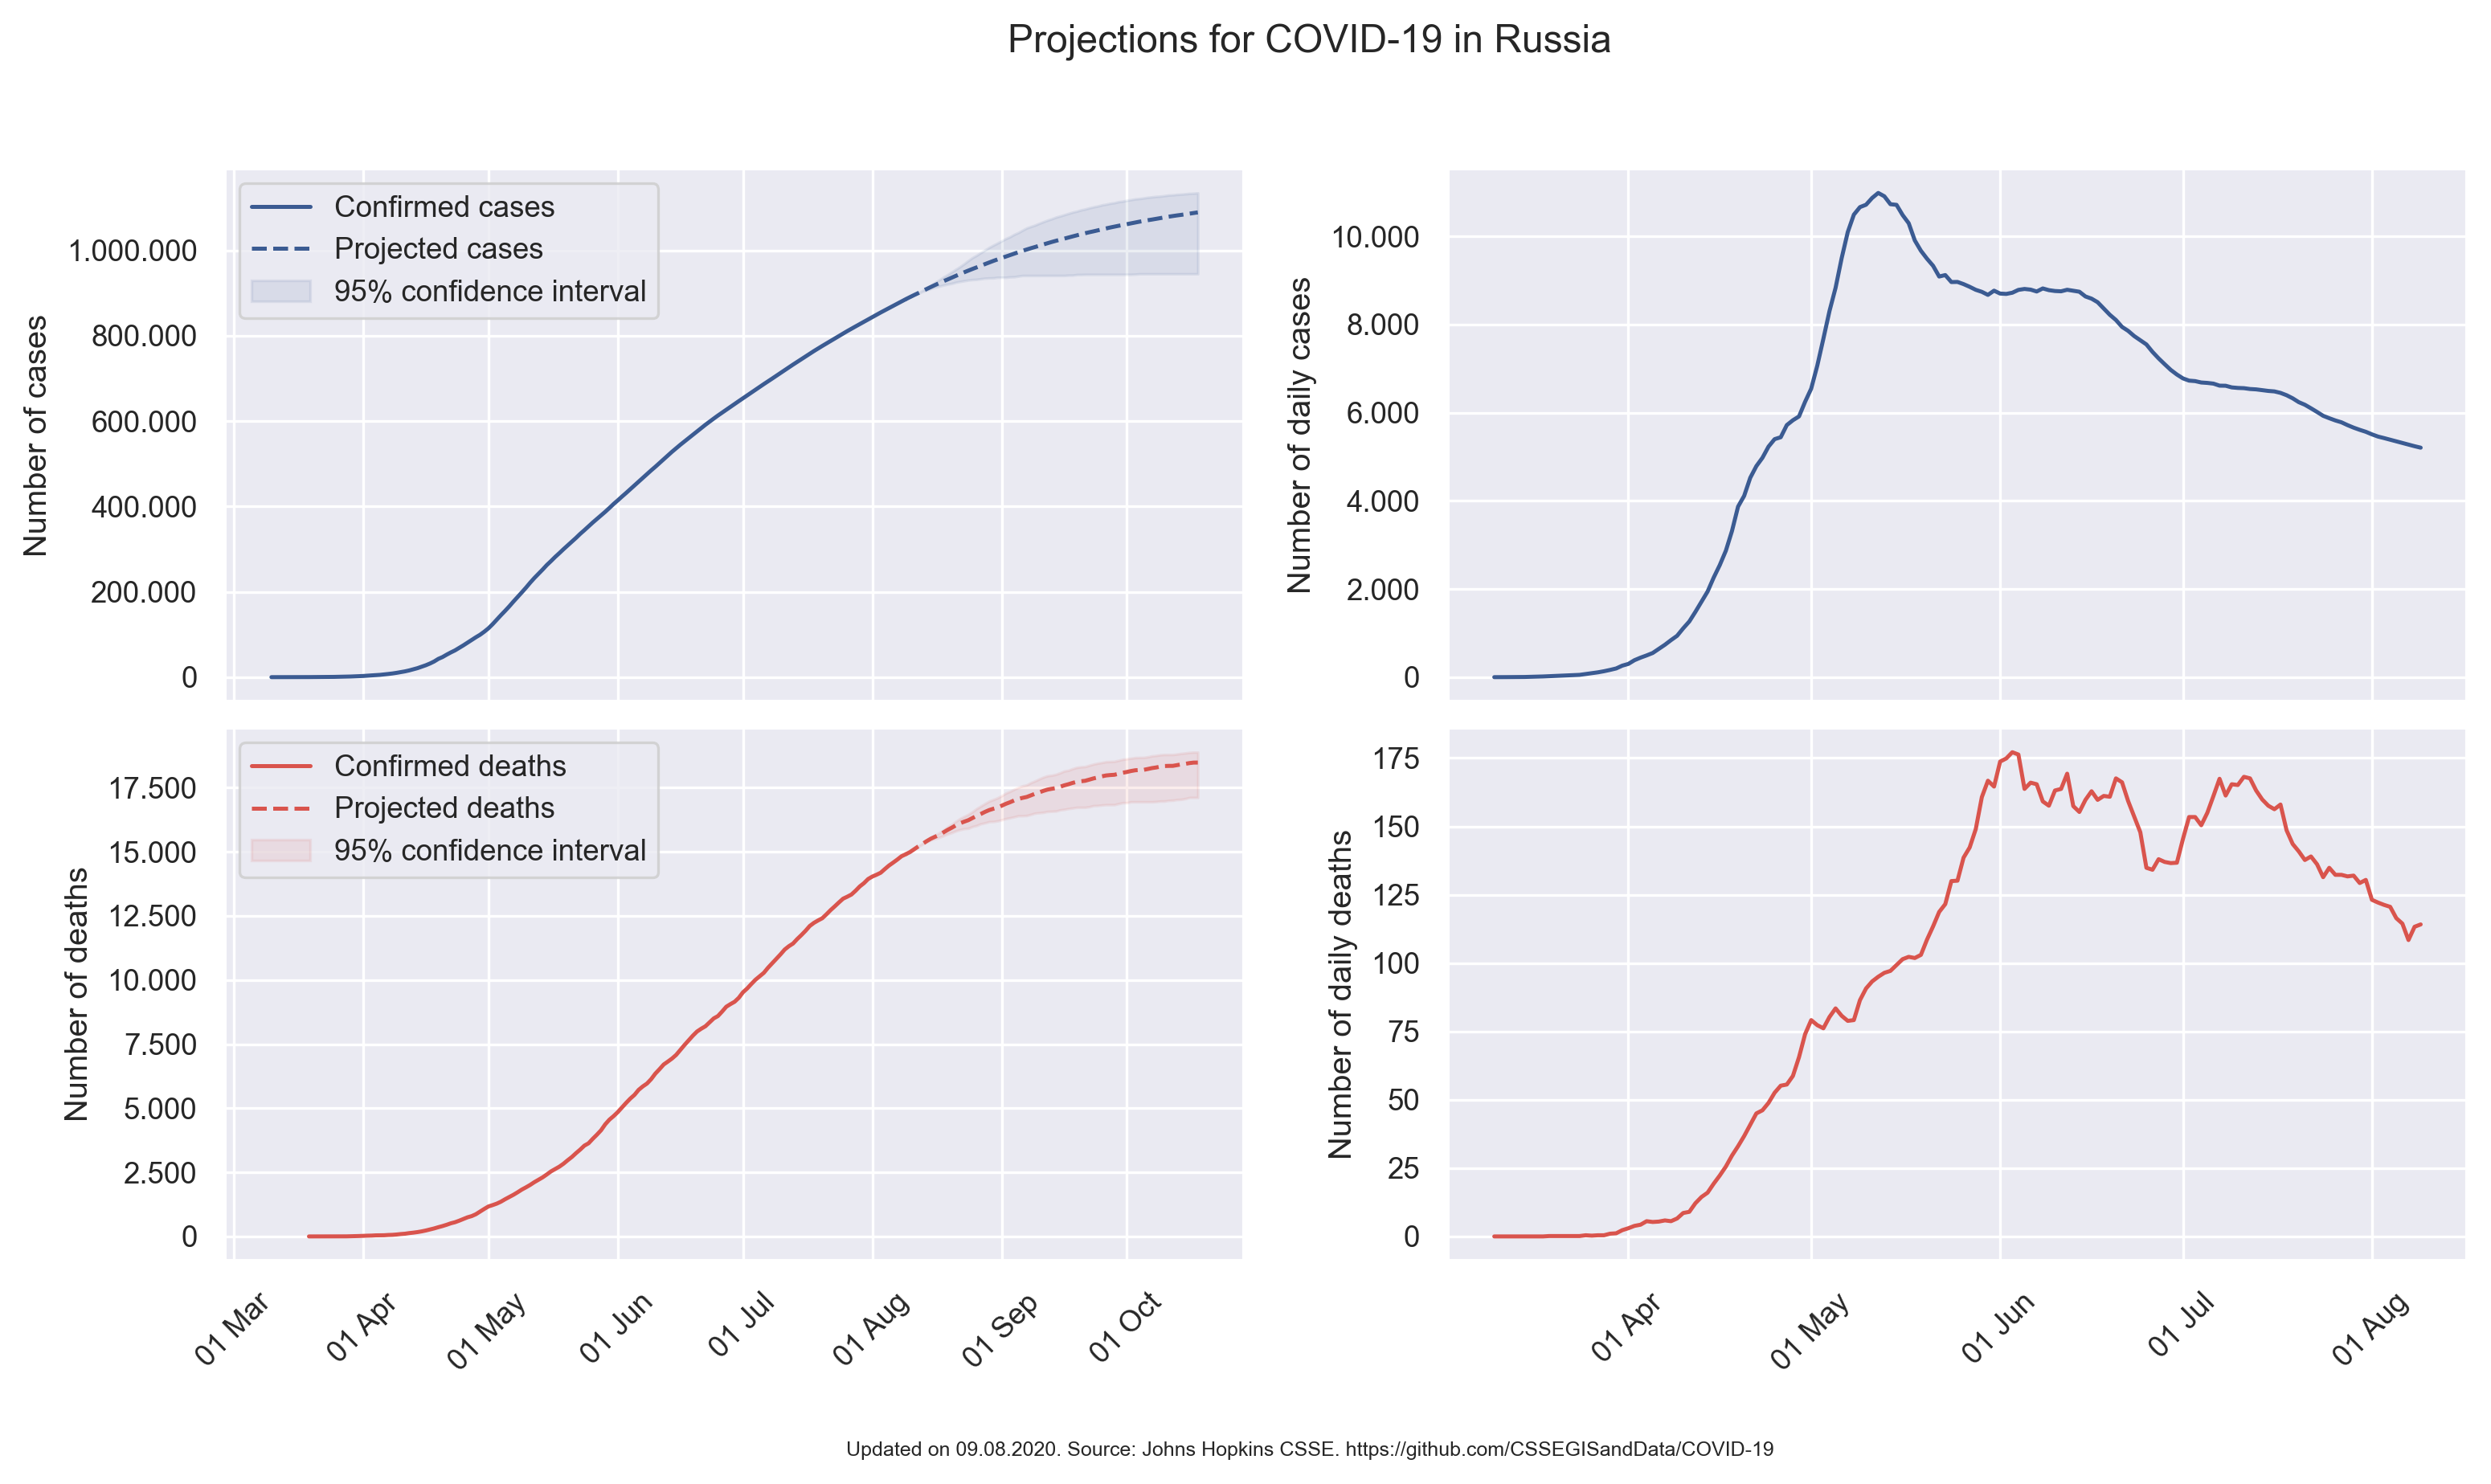 Projections for COVID-19 in Russia
Number of cases
1.000.000
800.000
600.000
400.000
200.000
0
Confirmed cases
Projected cases
95% confidence interval
Number of daily cases
10.000
8.000
6.000
4.000
2.000
0
Number of deaths
17.500
15.000
12.500
10.000
7.500
5.000
2.500
0
Confirmed deaths
Projected deaths
95% confidence interval
01 Mar
01 Apr
01 May
01 Jun
01 Jul
01 Aug
01 Sep
01 Oct
Number of daily deaths
175
150
125
100
75
50
25
0
01 Apr
01 May
01 Jun
01 Jul
01 Aug
Updated on 09.08.2020. Source: Johns Hopkins CSSE. https://github.com/CSSEGISandData/COVID-19